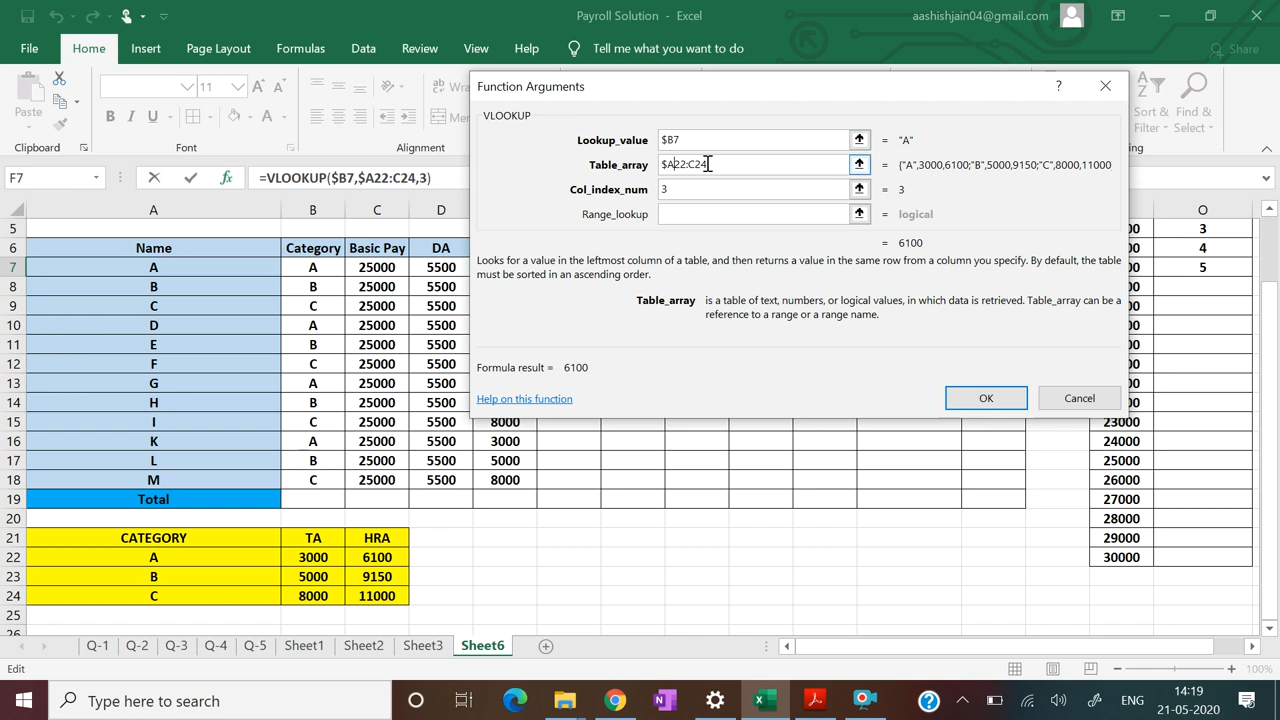 Payroll Solution - Excel
aashishjain04@gmail.com
File Home Insert Page Layout Formulas Data Review View Help Tell me what you want to do Share
Paste
11
B I U
Clipboard
Font
Alignment
Wr
Me
Sort &
Filter
Find &
Select
Editing
Function Arguments
?
VLOOKUP
Lookup_value $B7 = "A"
Table_array $A22:C24 = {"A",3000,6100;"B",5000,9150;"C",8000,11000
Col_index_num 3 = 3
Range_lookup = logical
= 6100
Looks for a value in the leftmost column of a table, and then returns a value in the same row from a column you specify. By default, the table
must be sorted in an ascending order.
Table_array is a table of text, numbers, or logical values, in which data is retrieved. Table_array can be a
reference to a range or a range name.
Formula result = 6100
Help on this function
OK
Cancel
F7 fx =VLOOKUP($B7,$A22:C24,3)
A B C D O
5 3
6 Name Category Basic Pay DA 4
7 A A 25000 5500 5
8 B B 25000 5500
9 C C 25000 5500
10 D A 25000 5500
11 E B 25000 5500
12 F C 25000 5500
13 G A 25000 5500
14 H B 25000 5500
15 I C 25000 5500 8000 23000
16 K A 25000 5500 3000 24000
17 L B 25000 5500 5000 25000
18 M C 25000 5500 8000 26000
19 Total 27000
20 28000
21 CATEGORY TA HRA 29000
22 A 3000 6100 30000
23 B 5000 9150
24 C 8000 11000
25
26
Q-1 Q-2 Q-3 Q-4 Q-5 Sheet1 Sheet2 Sheet3 Sheet6
Edit
100%
Type here to search
ENG
14:19
21-05-2020